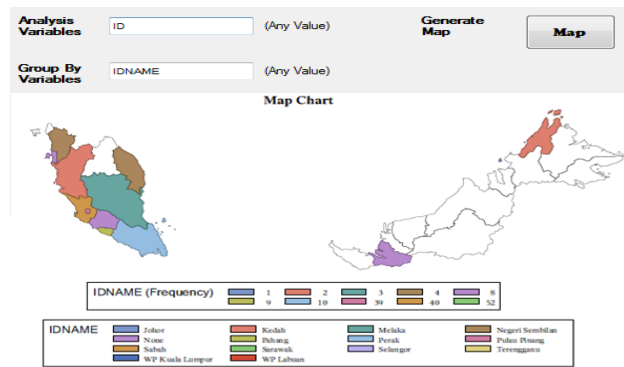 Analysis Variables ID (Any Value) Generate Map Map
Group By Variables IDNAME (Any Value)
Map Chart
IDNAME (Frequency) 1 2 3 4 8
9 10 39 40 52
IDNAME Johor Kedah Melaka Negeri Sembilan
None Pahang Perak Pulau Pinang
Sabah Sarawak Selangor Terengganu
WP Kuala Lumpor WP Labuan